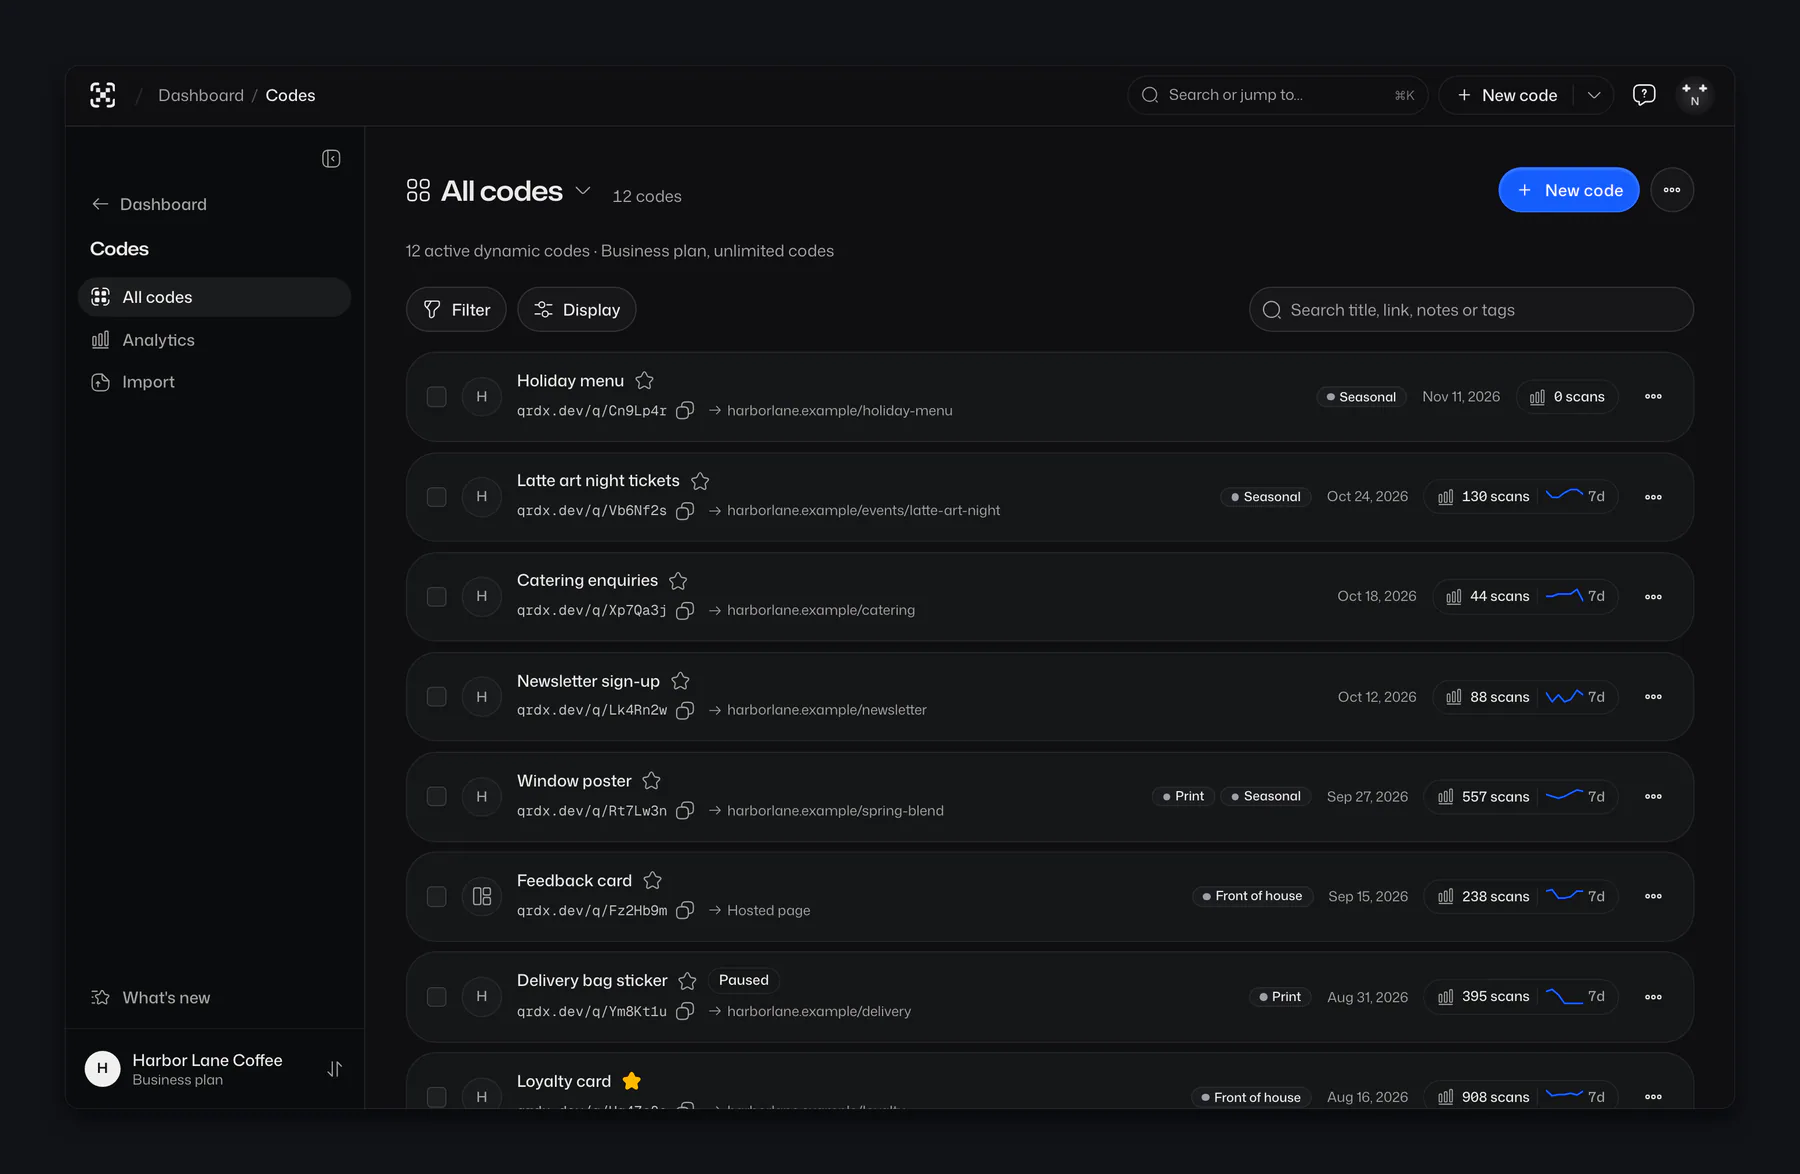 Dashboard / Codes
Search or jump to... ⌘K
New code
N
Dashboard
Codes
All codes
Analytics
Import
What's new
H
Harbor Lane Coffee
Business plan
All codes 12 codes
New code
12 active dynamic codes · Business plan, unlimited codes
Filter Display
Search title, link, notes or tags
H
Holiday menu
qrdx.dev/q/Cn9Lp4r → harborlane.example/holiday-menu
Seasonal Nov 11, 2026 0 scans
H
Latte art night tickets
qrdx.dev/q/Vb6Nf2s → harborlane.example/events/latte-art-night
Seasonal Oct 24, 2026 130 scans 7d
H
Catering enquiries
qrdx.dev/q/Xp7Qa3j → harborlane.example/catering
Oct 18, 2026 44 scans 7d
H
Newsletter sign-up
qrdx.dev/q/Lk4Rn2w → harborlane.example/newsletter
Oct 12, 2026 88 scans 7d
H
Window poster
qrdx.dev/q/Rt7Lw3n → harborlane.example/spring-blend
Print Seasonal Sep 27, 2026 557 scans 7d
Feedback card
qrdx.dev/q/Fz2Hb9m → Hosted page
Front of house Sep 15, 2026 238 scans 7d
H
Delivery bag sticker Paused
qrdx.dev/q/Ym8Kt1u → harborlane.example/delivery
Print Aug 31, 2026 395 scans 7d
H
Loyalty card
Front of house Aug 16, 2026 908 scans 7d